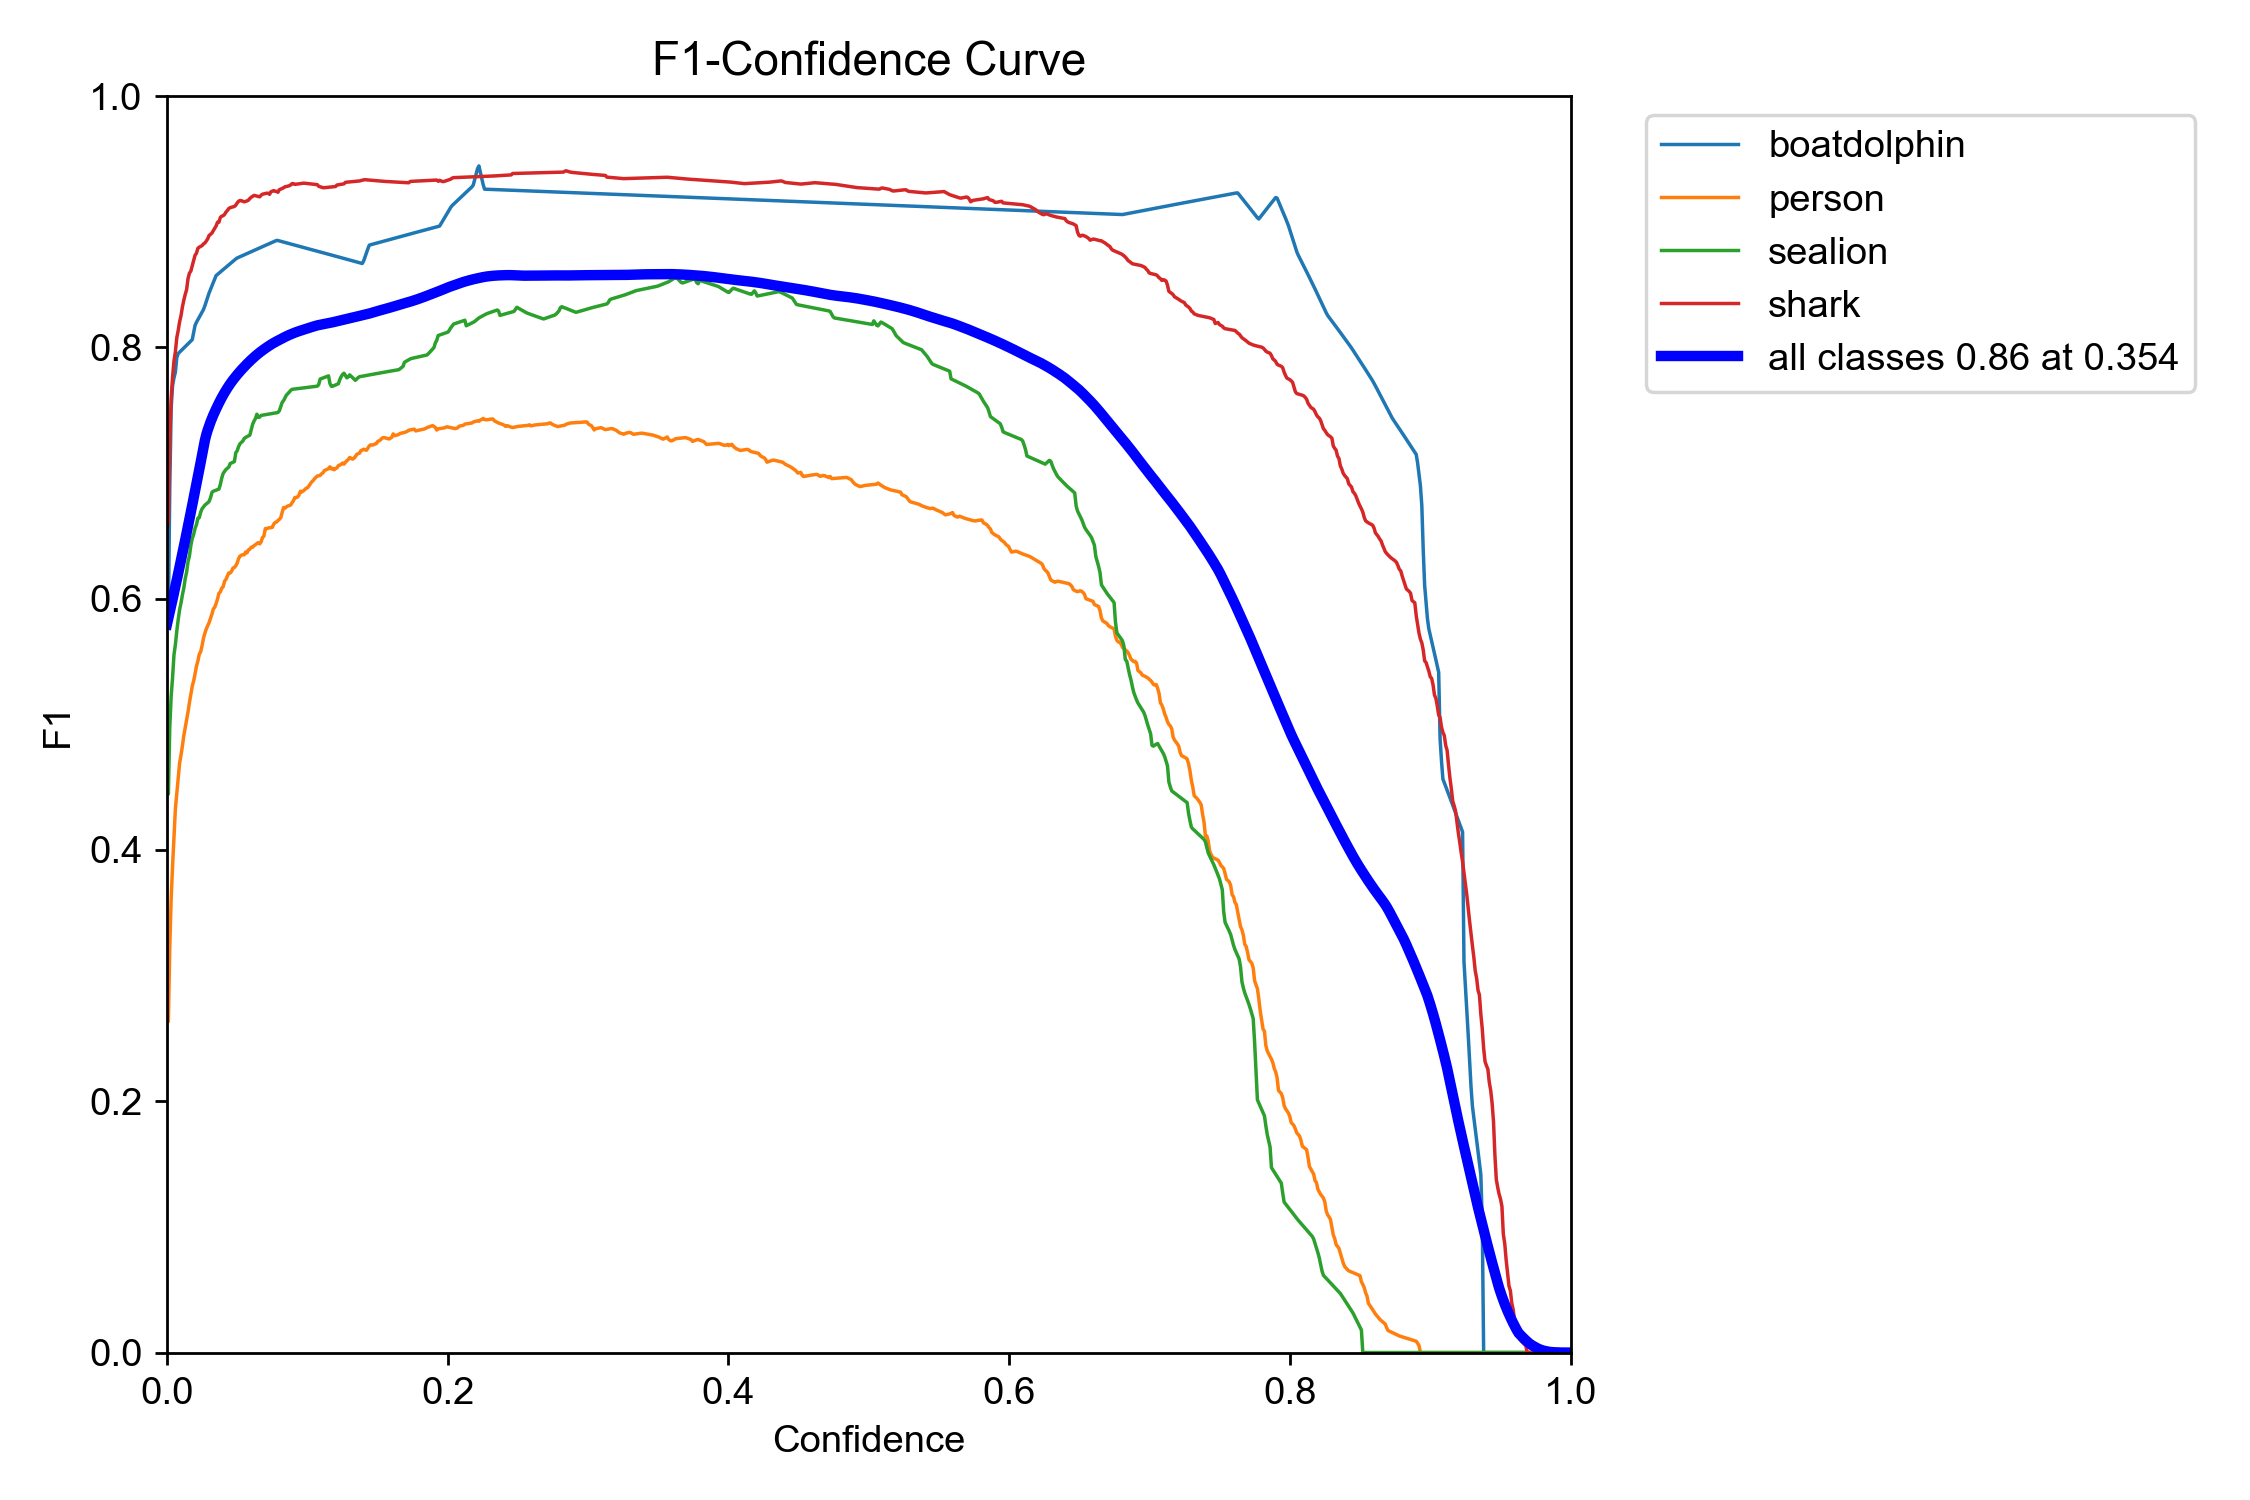 F1-Confidence Curve
1.0
0.8
0.6
0.4
0.2
0.0
F1
0.0 0.2 0.4 0.6 0.8 1.0
Confidence
boatdolphin
person
sealion
shark
all classes 0.86 at 0.354